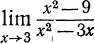 lim x→3 x² − 9 / x² − 3x